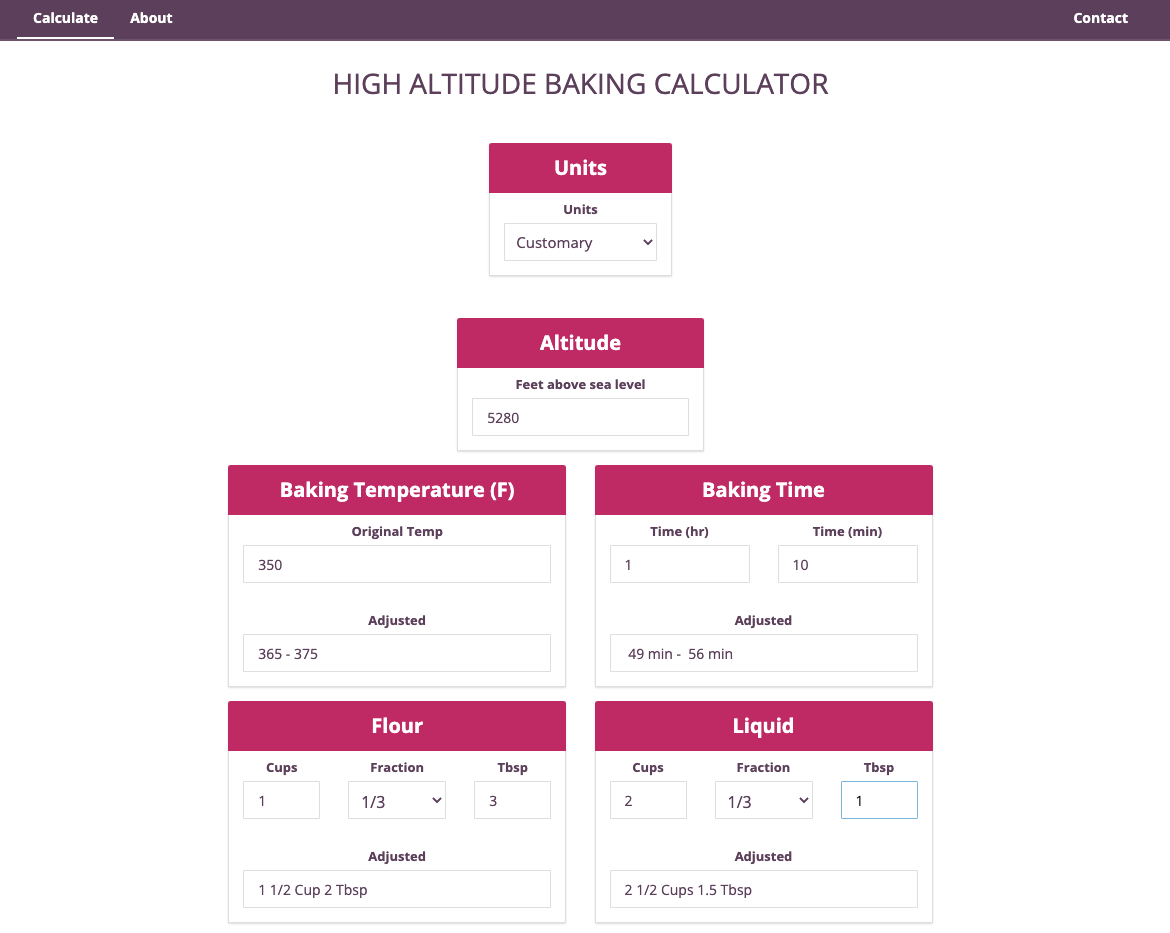 Calculate About Contact
HIGH ALTITUDE BAKING CALCULATOR
Units
Units
Customary
Altitude
Feet above sea level
5280
Baking Temperature (F)
Original Temp
350
Adjusted
365 - 375
Baking Time
Time (hr) Time (min)
1 10
Adjusted
49 min - 56 min
Flour
Cups Fraction Tbsp
1 1/3 3
Adjusted
1 1/2 Cup 2 Tbsp
Liquid
Cups Fraction Tbsp
2 1/3 1
Adjusted
2 1/2 Cups 1.5 Tbsp